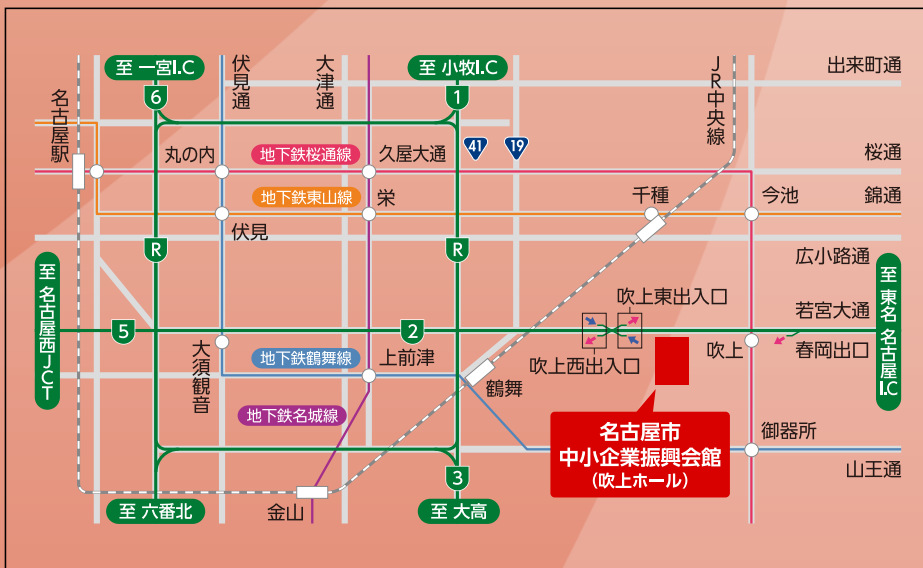 至 一宮I.C
6
伏見通
大津通
至 小牧I.C
1
JR中央線
出来町通
名古屋駅
丸の内
地下鉄桜通線
久屋大通
41
19
桜通
地下鉄東山線
栄
千種
今池
錦通
伏見
R
R
広小路通
至 名古屋西JCT
至 東名 名古屋I.C
吹上東出入口
若宮大通
5
2
大須観音
地下鉄鶴舞線
上前津
吹上西出入口
吹上
春岡出口
鶴舞
地下鉄名城線
名古屋市
中小企業振興会館
(吹上ホール)
御器所
山王通
3
至 六番北
金山
至 大高